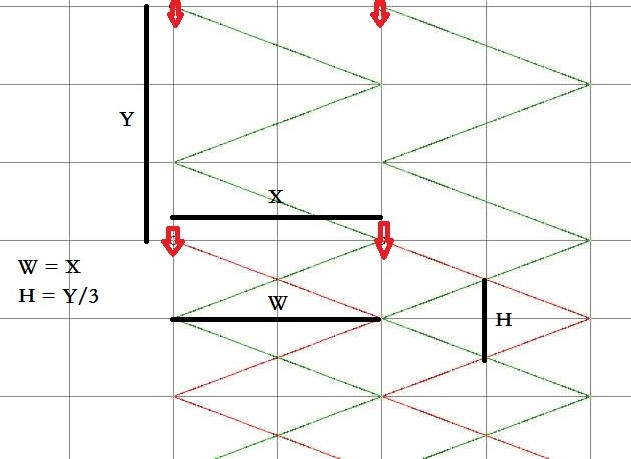 Y
X
W = X
H = Y/3
W
H